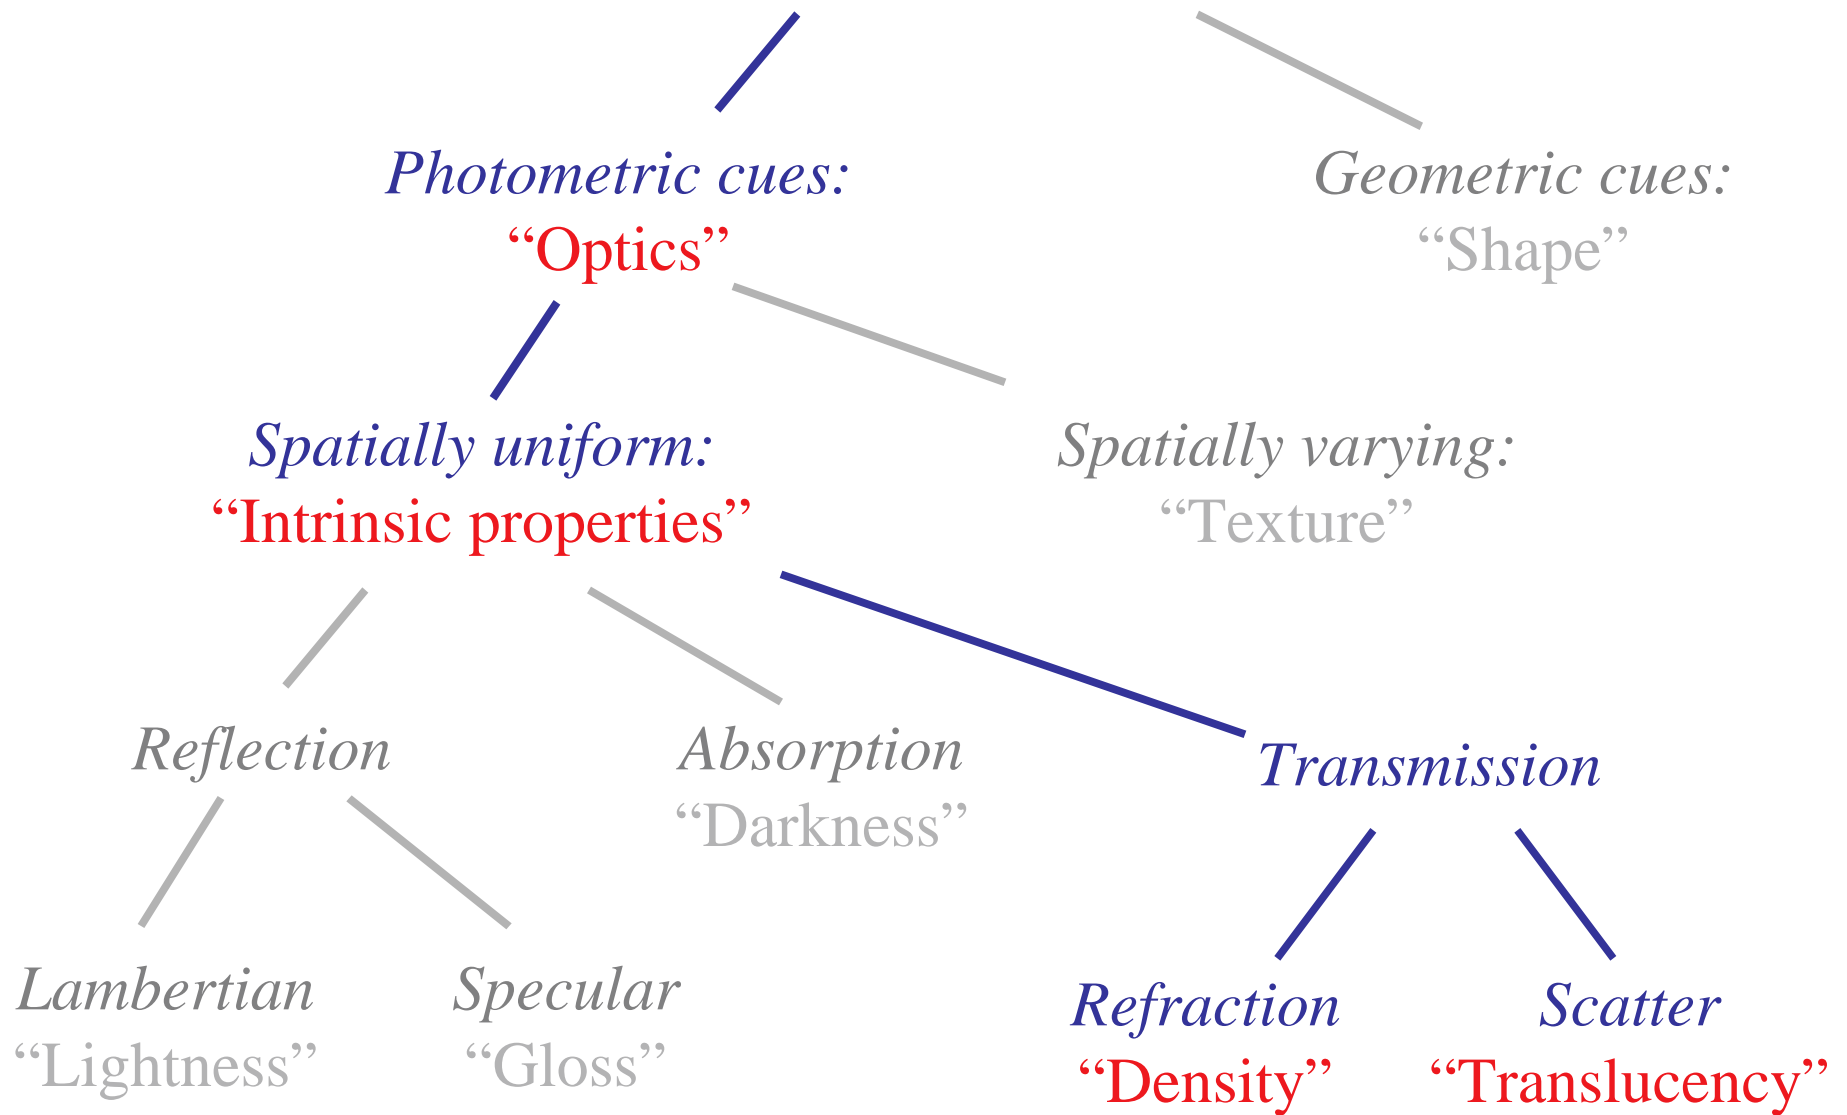 Photometric cues:
“Optics”
Geometric cues:
“Shape”
Spatially uniform:
“Intrinsic properties”
Spatially varying:
“Texture”
Reflection
Absorption
“Darkness”
Transmission
Lambertian
“Lightness”
Specular
“Gloss”
Refraction
“Density”
Scatter
“Translucency”